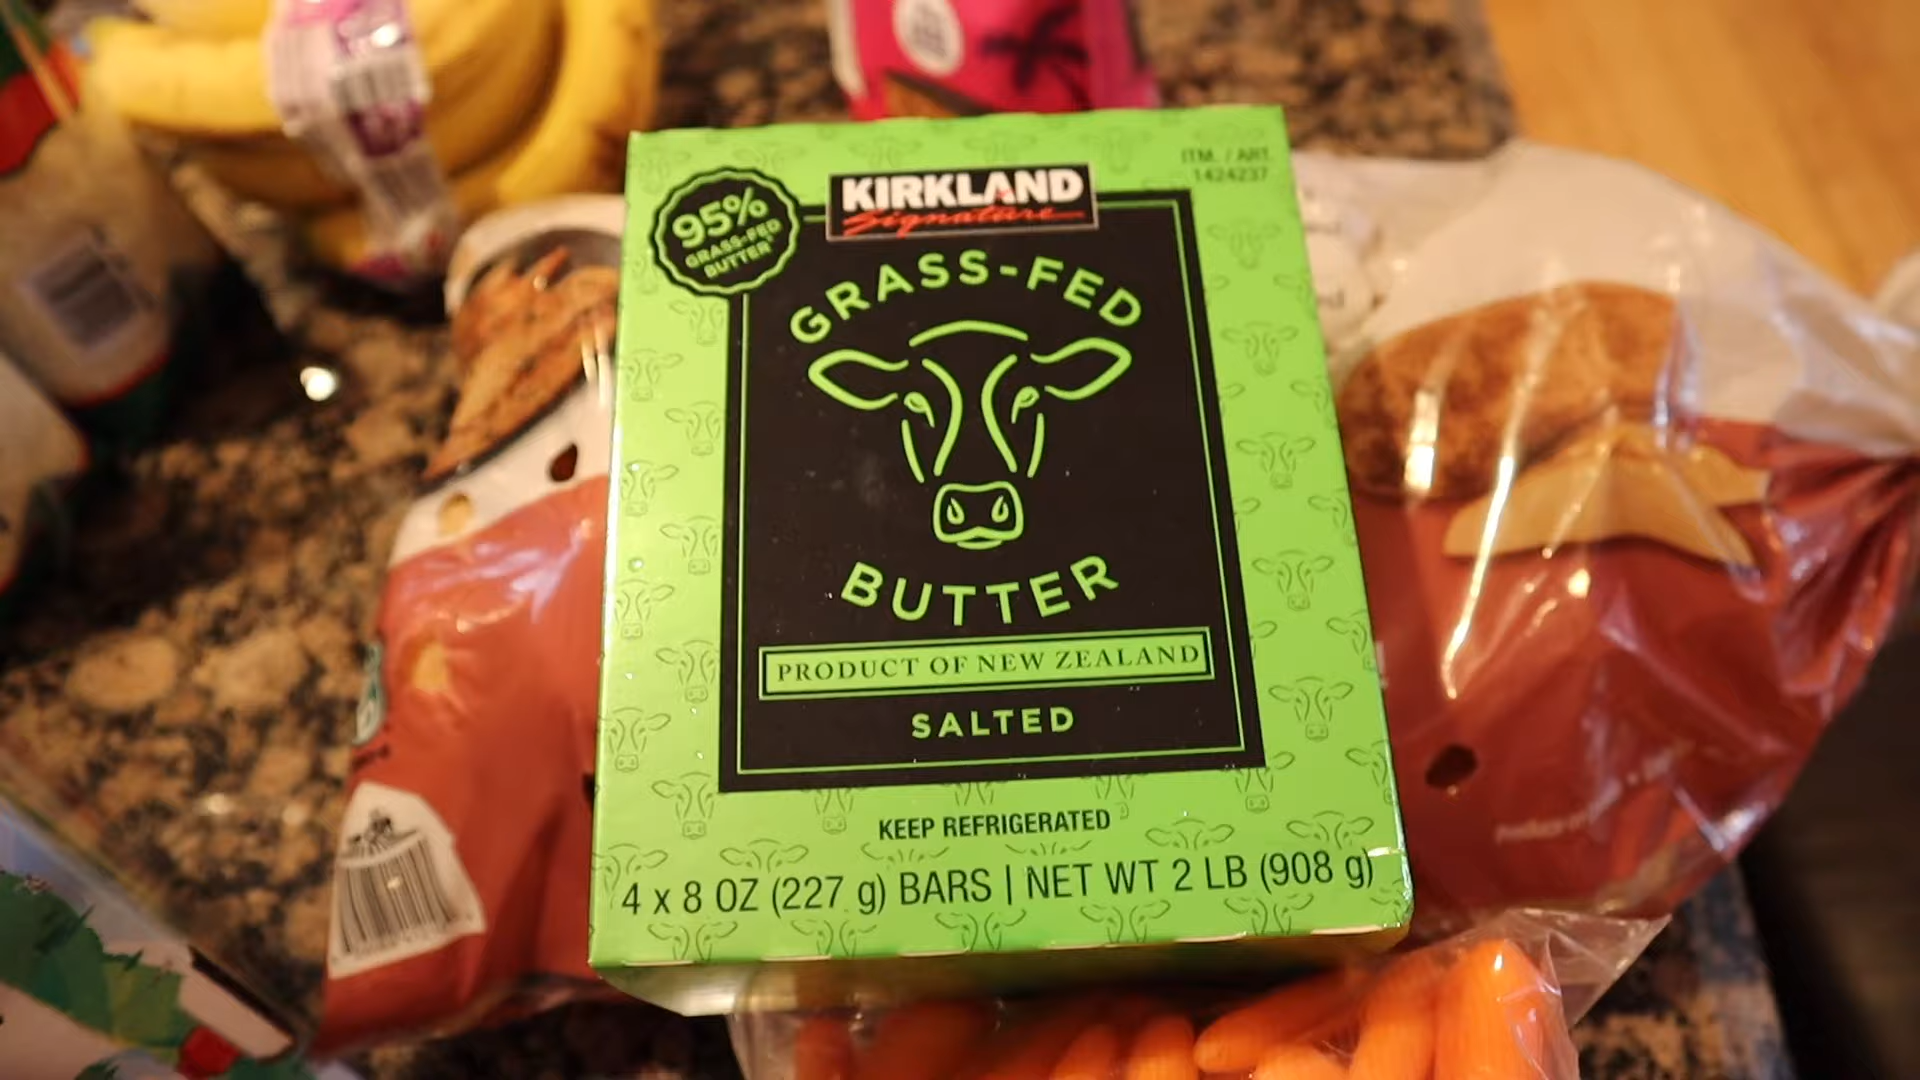 ITM. / ART.
1424237
KIRKLAND
Signature
95%
GRASS-FED
BUTTER
GRASS-FED
BUTTER
PRODUCT OF NEW ZEALAND
SALTED
KEEP REFRIGERATED
4 x 8 OZ (227 g) BARS | NET WT 2 LB (908 g)